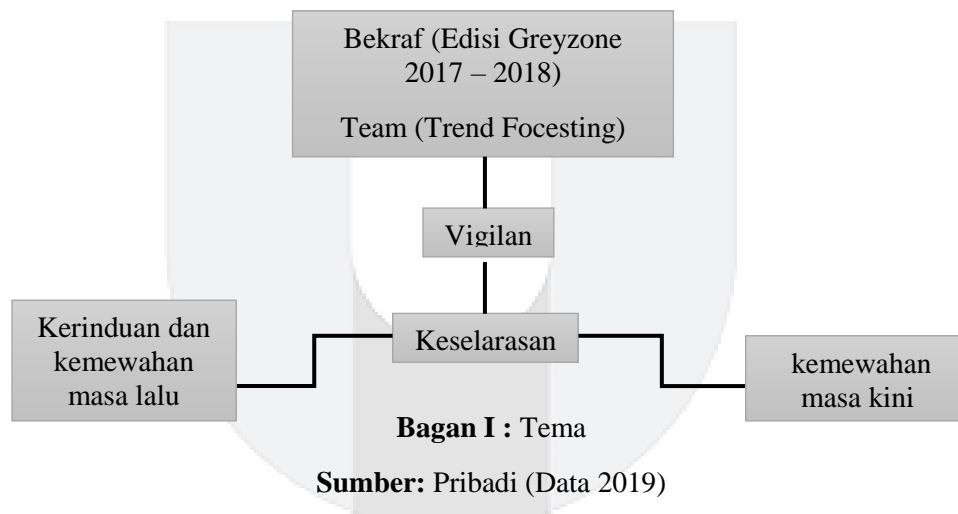 Bekraf (Edisi Greyzone
2017 – 2018)
Team (Trend Focesting)
Vigilan
Keselarasan
Kerinduan dan
kemewahan
masa lalu
kemewahan
masa kini
Bagan I : Tema
Sumber: Pribadi (Data 2019)